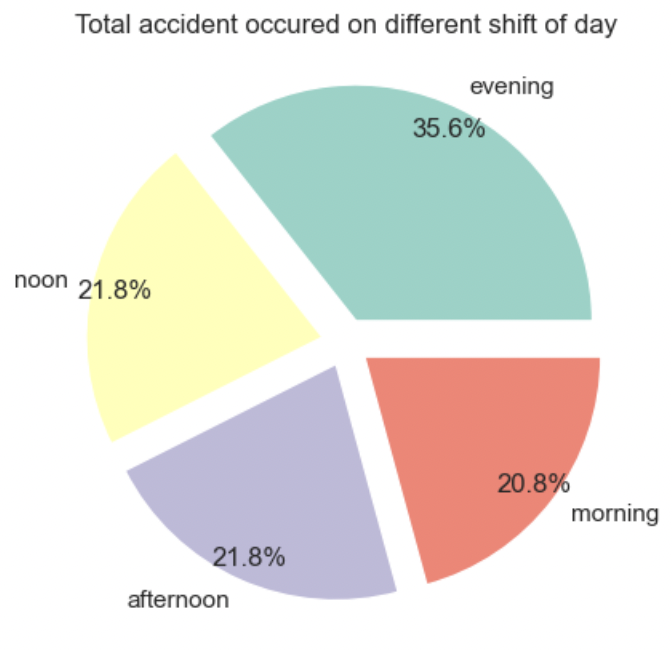 Total accident occured on different shift of day
evening
35.6%
noon
21.8%
20.8%
morning
21.8%
afternoon